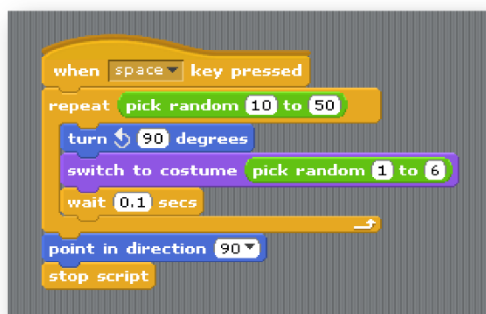 when space key pressed
repeat pick random 10 to 50
turn 90 degrees
switch to costume pick random 1 to 6
wait 0.1 secs
point in direction 90
stop script